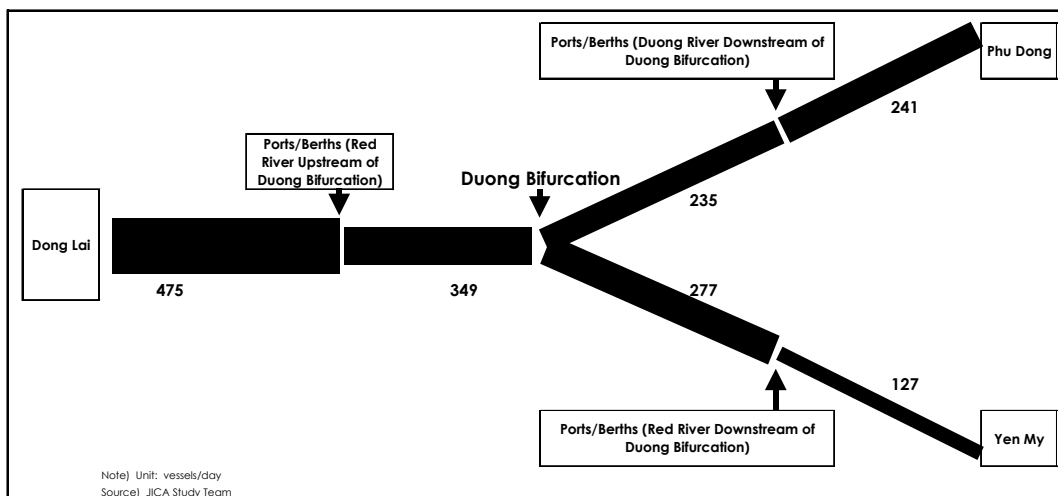 Ports/Berths (Duong River Downstream of
Duong Bifurcation)
Phu Dong
241
Ports/Berths (Red
River Upstream of
Duong Bifurcation)
Duong Bifurcation
235
Dong Lai
475
349
277
127
Ports/Berths (Red River Downstream of
Duong Bifurcation)
Yen My
Note) Unit: vessels/day
Source) JICA Study Team